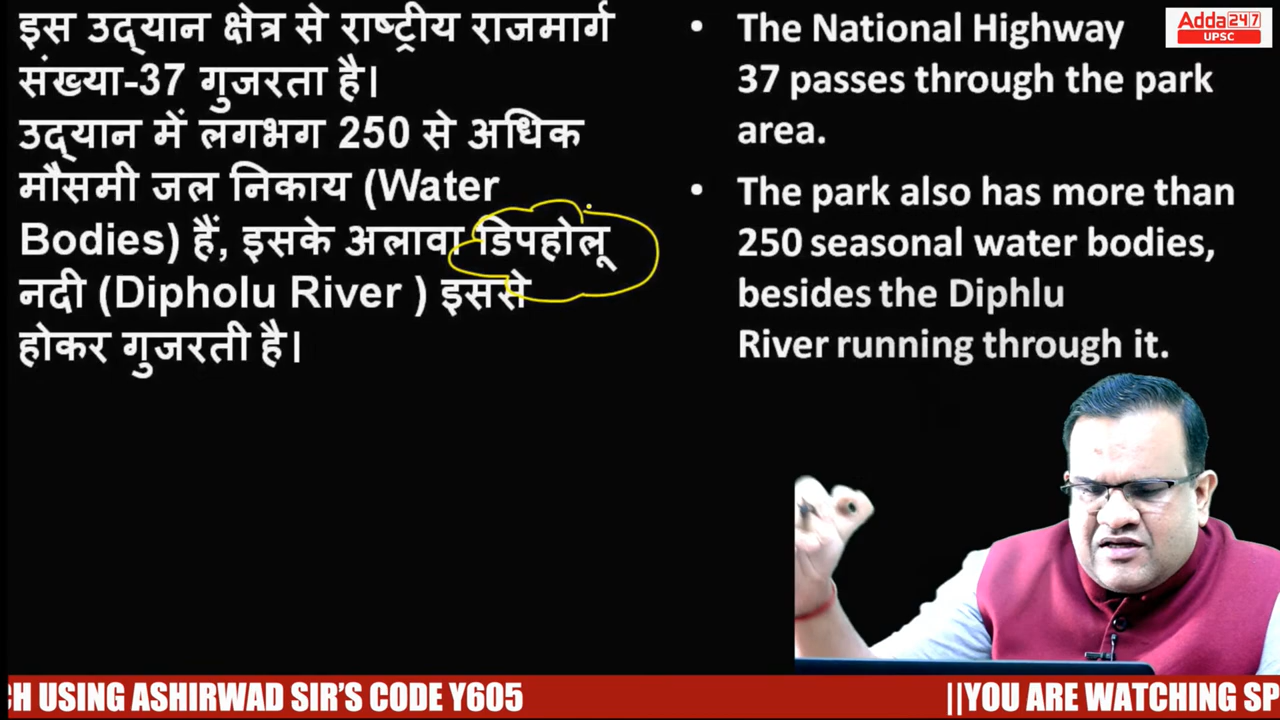 इस उद्यान क्षेत्र से राष्ट्रीय राजमार्ग
संख्या-37 गुजरता है।
उद्यान में लगभग 250 से अधिक
मौसमी जल निकाय (Water
Bodies) हैं, इसके अलावा डिपहोलू
नदी (Dipholu River ) इससे
होकर गुजरती है।
• The National Highway
37 passes through the park
area.
• The park also has more than
250 seasonal water bodies,
besides the Diphlu
River running through it.
Adda247
UPSC
CH USING ASHIRWAD SIR'S CODE Y605
||YOU ARE WATCHING SP